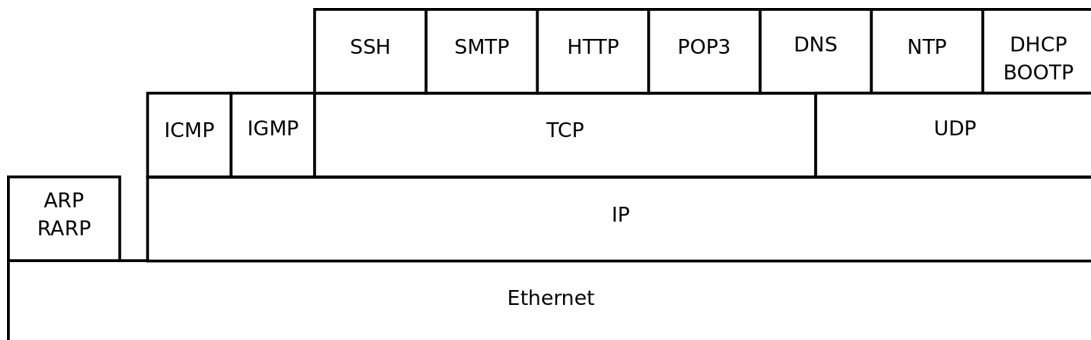 SSH
SMTP
HTTP
POP3
DNS
NTP
DHCP
BOOTP
ICMP
IGMP
TCP
UDP
ARP
RARP
IP
Ethernet